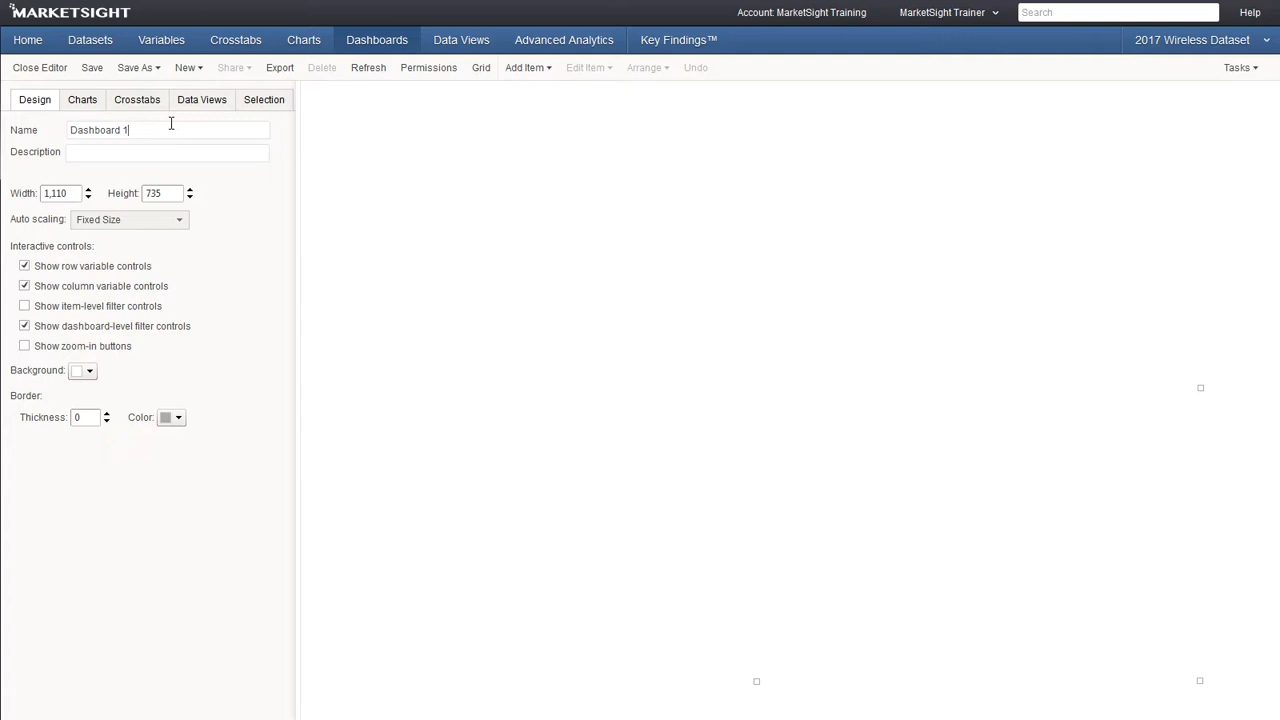 MARKETSIGHT Account: MarketSight Training MarketSight Trainer Search Help
Home Datasets Variables Crosstabs Charts Dashboards Data Views Advanced Analytics Key Findings™ 2017 Wireless Dataset
Close Editor Save Save As New Share Export Delete Refresh Permissions Grid Add Item Edit Item Arrange Undo Tasks
Design Charts Crosstabs Data Views Selection
Name Dashboard 1
Description
Width: 1,110 Height: 735
Auto scaling: Fixed Size
Interactive controls:
Show row variable controls
Show column variable controls
Show item-level filter controls
Show dashboard-level filter controls
Show zoom-in buttons
Background:
Border:
Thickness: 0 Color: